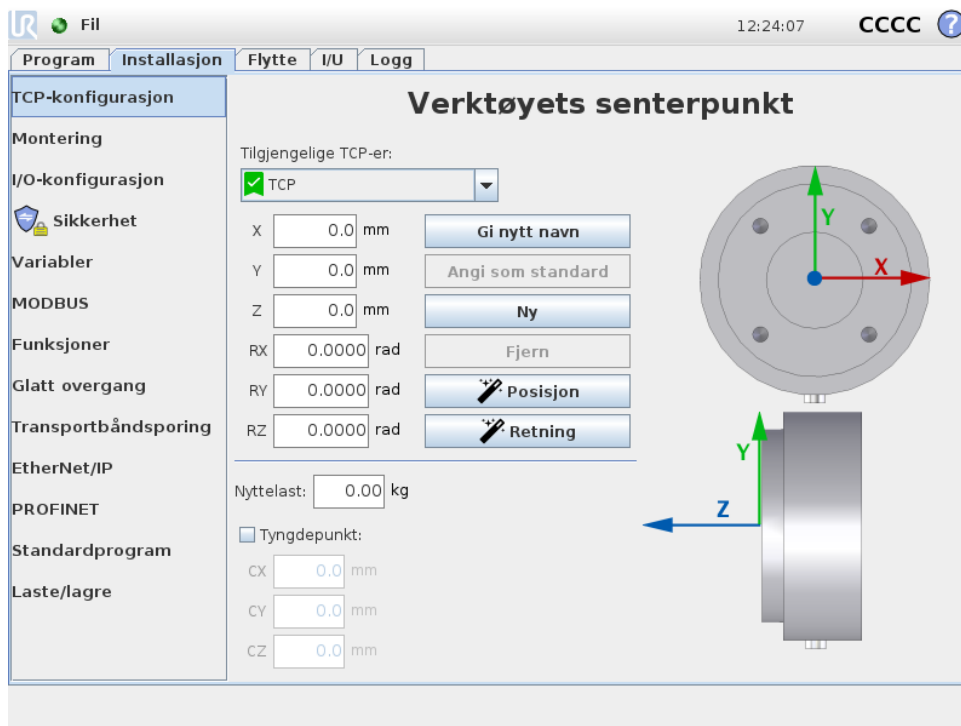 UR Fil 12:24:07 CCCC ?
Program Installasjon Flytte I/U Logg
TCP-konfigurasjon
Montering
I/O-konfigurasjon
Sikkerhet
Variabler
MODBUS
Funksjoner
Glatt overgang
Transportbåndsporing
EtherNet/IP
PROFINET
Standardprogram
Laste/lagre
Verktøyets senterpunkt
Tilgjengelige TCP-er:
TCP
X 0.0 mm Gi nytt navn
Y 0.0 mm Angi som standard
Z 0.0 mm Ny
RX 0.0000 rad Fjern
RY 0.0000 rad Posisjon
RZ 0.0000 rad Retning
Nyttelast: 0.00 kg
Tyngdepunkt:
CX 0.0 mm
CY 0.0 mm
CZ 0.0 mm
Y
X
Y
Z